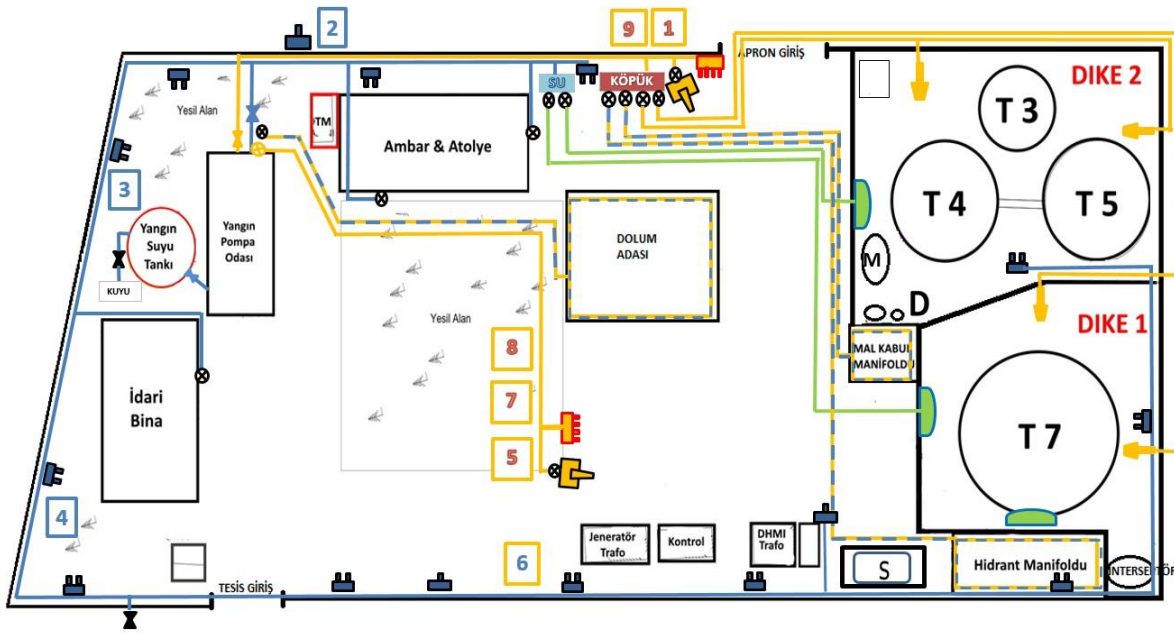 2
9
1
APRON GİRİŞ
DIKE 2
SU
KÖPÜK
T 3
Yesil Alan
TM
Ambar & Atolye
3
T 4
T 5
Yangın
Suyu
Tankı
Yangın
Pompa
Odası
DOLUM
ADASI
M
KUYU
D
DIKE 1
Yesil Alan
8
MAL KABUL
MANİFOLDU
İdari
Bina
7
T 7
5
4
Jeneratör
Trafo
Kontrol
DHMI
Trafo
6
S
Hidrant Manifoldu
INTERSEPTÖR
TESİS GİRİŞ